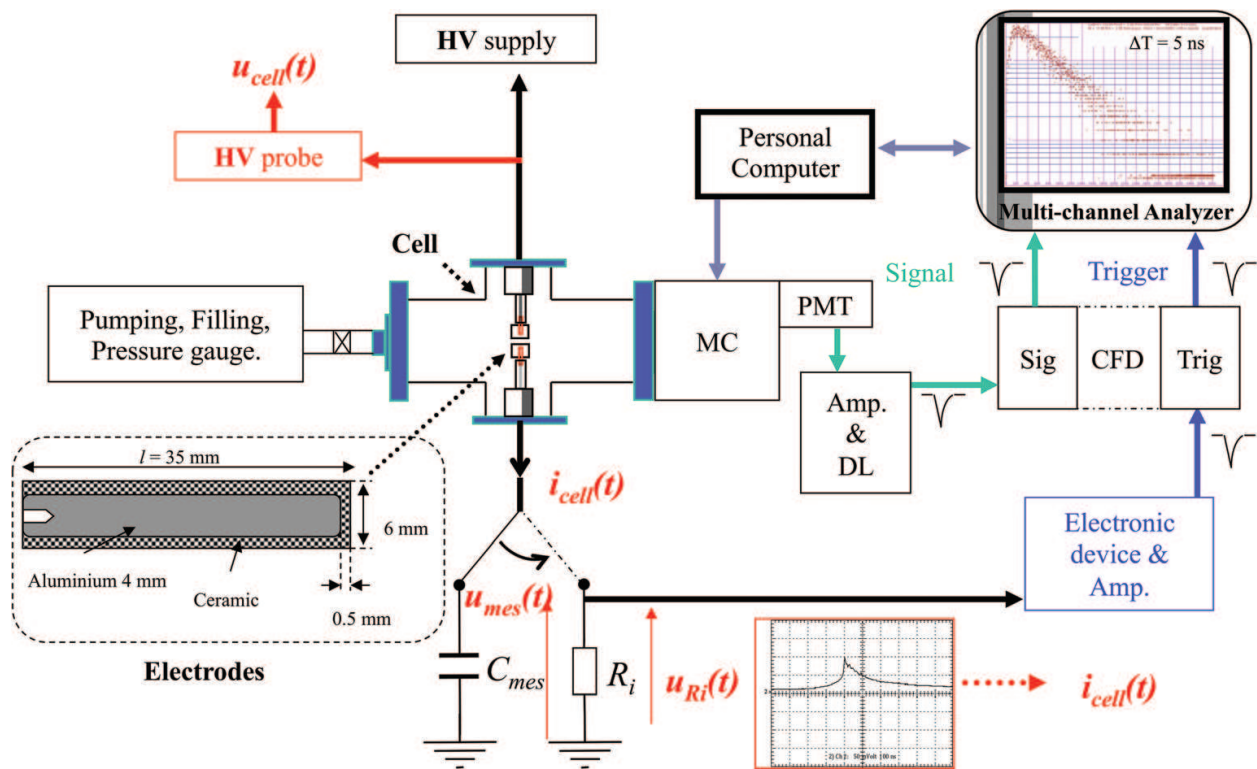 HV supply
u_cell(t)
HV probe
ΔT = 5 ns
Personal
Computer
Multi-channel Analyzer
Cell
Signal
Trigger
Pumping, Filling,
Pressure gauge.
MC
PMT
Sig
CFD
Trig
Amp.
&
DL
l = 35 mm
6 mm
Aluminium 4 mm
Ceramic
0.5 mm
Electrodes
i_cell(t)
Electronic
device &
Amp.
u_mes(t)
C_mes
R_i
u_Ri(t)
i_cell(t)
2